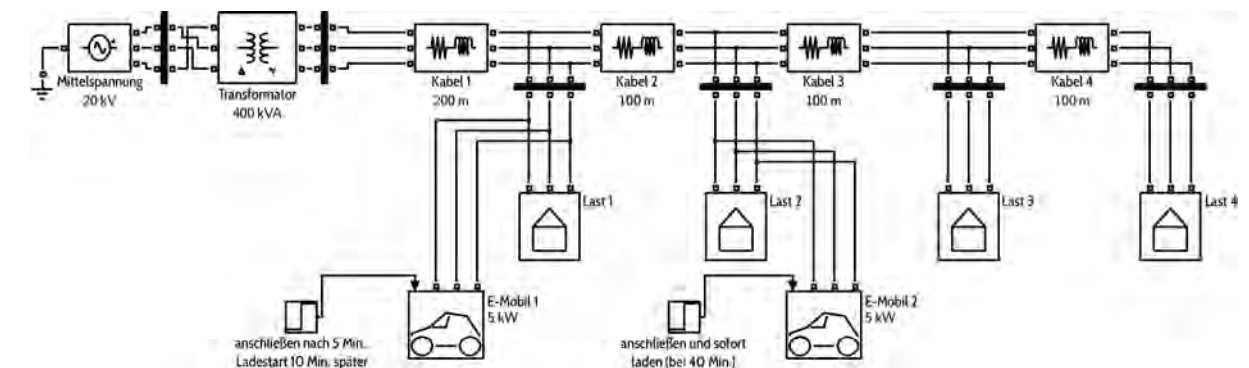 Mittelspannung
20 kV
Transformator
400 kVA
Kabel 1
200 m
Kabel 2
100 m
Kabel 3
100 m
Kabel 4
100 m
Last 1
Last 2
Last 3
Last 4
E-Mobil 1
5 kW
anschließen nach 5 Min.
Ladestart 10 Min. später
E-Mobil 2
5 kW
anschließen und sofort
laden (bei 40 Min.)